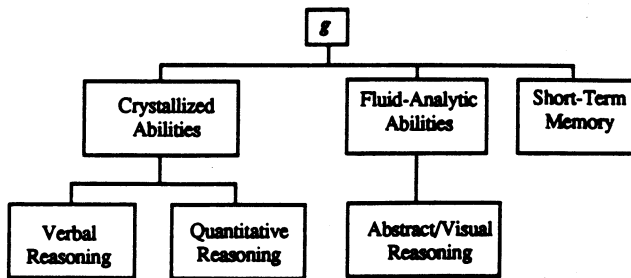 g
Crystallized
Abilities
Fluid-Analytic
Abilities
Short-Term
Memory
Verbal
Reasoning
Quantitative
Reasoning
Abstract/Visual
Reasoning